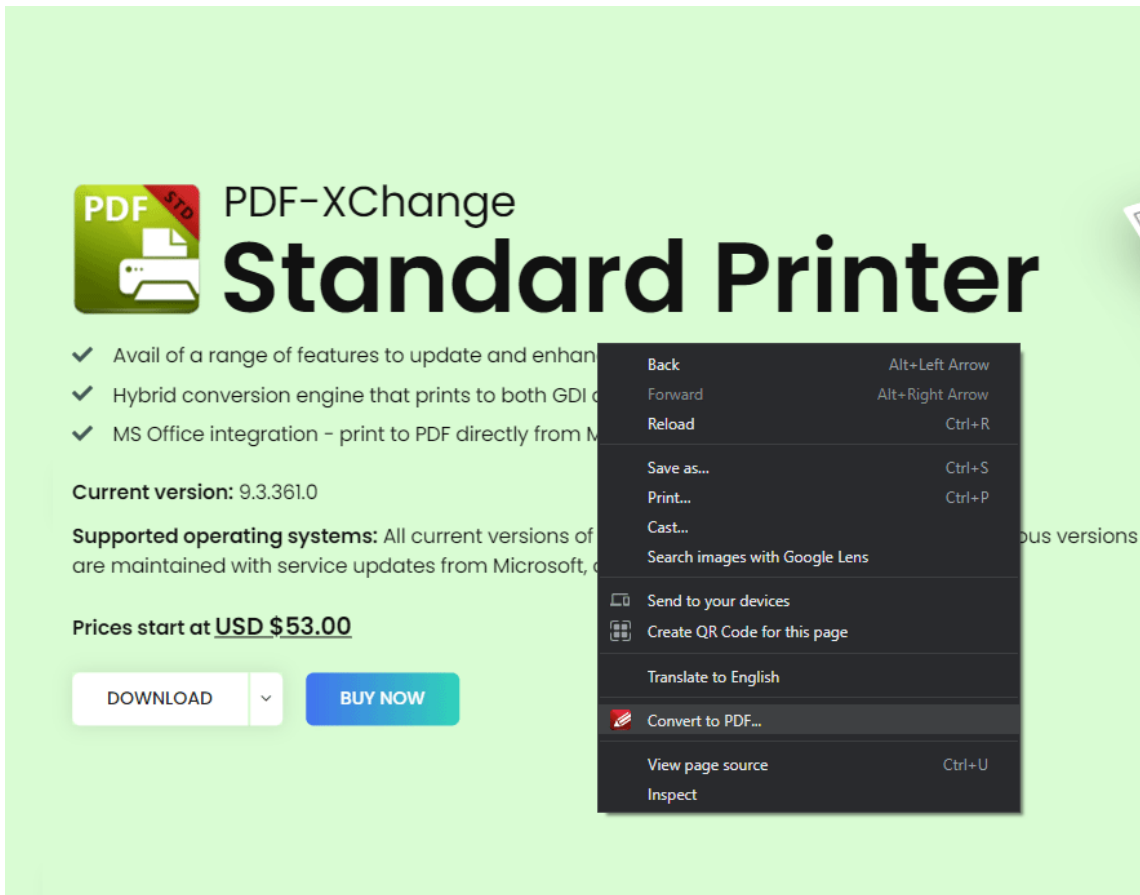 PDF STD
PDF-XChange
Standard Printer
Avail of a range of features to update and
Hybrid conversion engine that prints to both GDI
MS Office integration - print to PDF directly from
Current version: 9.3.361.0
Supported operating systems: All current versions of
versions
are maintained with service updates from Microsoft,
Prices start at USD $53.00
DOWNLOAD
BUY NOW
Back Alt+Left Arrow
Forward Alt+Right Arrow
Reload Ctrl+R
Save as... Ctrl+S
Print... Ctrl+P
Cast...
Search images with Google Lens
Send to your devices
Create QR Code for this page
Translate to English
Convert to PDF...
View page source Ctrl+U
Inspect